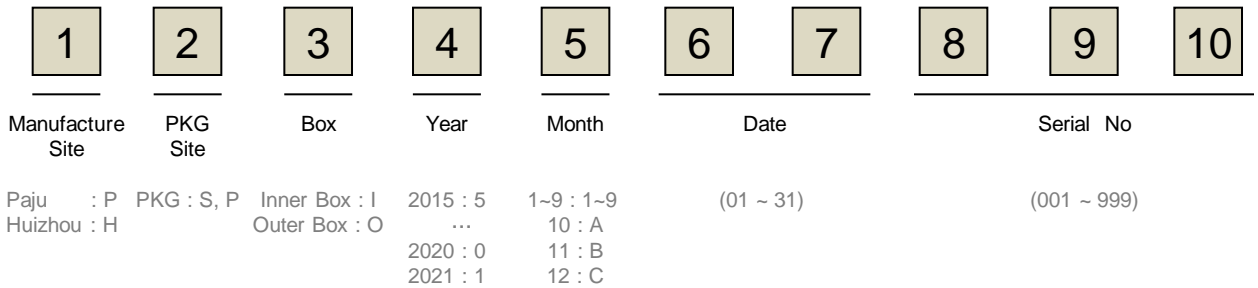 1 2 3 4 5 6 7 8 9 10
Manufacture Site PKG Site Box Year Month Date Serial No
Paju : P PKG : S, P Inner Box : I 2015 : 5 1~9 : 1~9 (01 ~ 31) (001 ~ 999)
Huizhou : H Outer Box : O … 10 : A
2020 : 0 11 : B
2021 : 1 12 : C